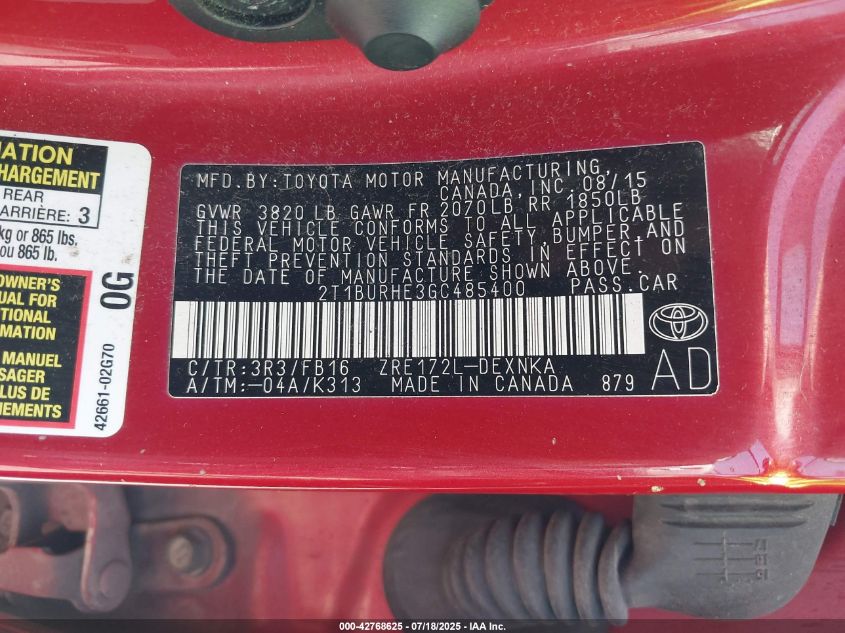 MATION
HARGEMENT
REAR
ARRIÈRE: 3
kg or 865 lbs.
ou 865 lb.
OWNER'S
NUAL FOR
TIONAL
RMATION
MANUEL
SAGER
PLUS DE
NEMENTS
0G
42661-02G70
MFD.BY:TOYOTA MOTOR MANUFACTURING,
CANADA, INC. 08/15
GVWR 3820 LB GAWR FR 2070LB, RR 1850LB
THIS VEHICLE CONFORMS TO ALL APPLICABLE
FEDERAL MOTOR VEHICLE SAFETY, BUMPER, AND
THEFT PREVENTION STANDARDS IN EFFECT ON
THE DATE OF MANUFACTURE SHOWN ABOVE.
2T1BURHE3GC485400 PASS.CAR
C/TR:3R3/FB16 ZRE172L-DEXNKA
A/TM:-04A/K313 MADE IN CANADA 879
AD
000-42768625 - 07/18/2025 - IAA Inc.